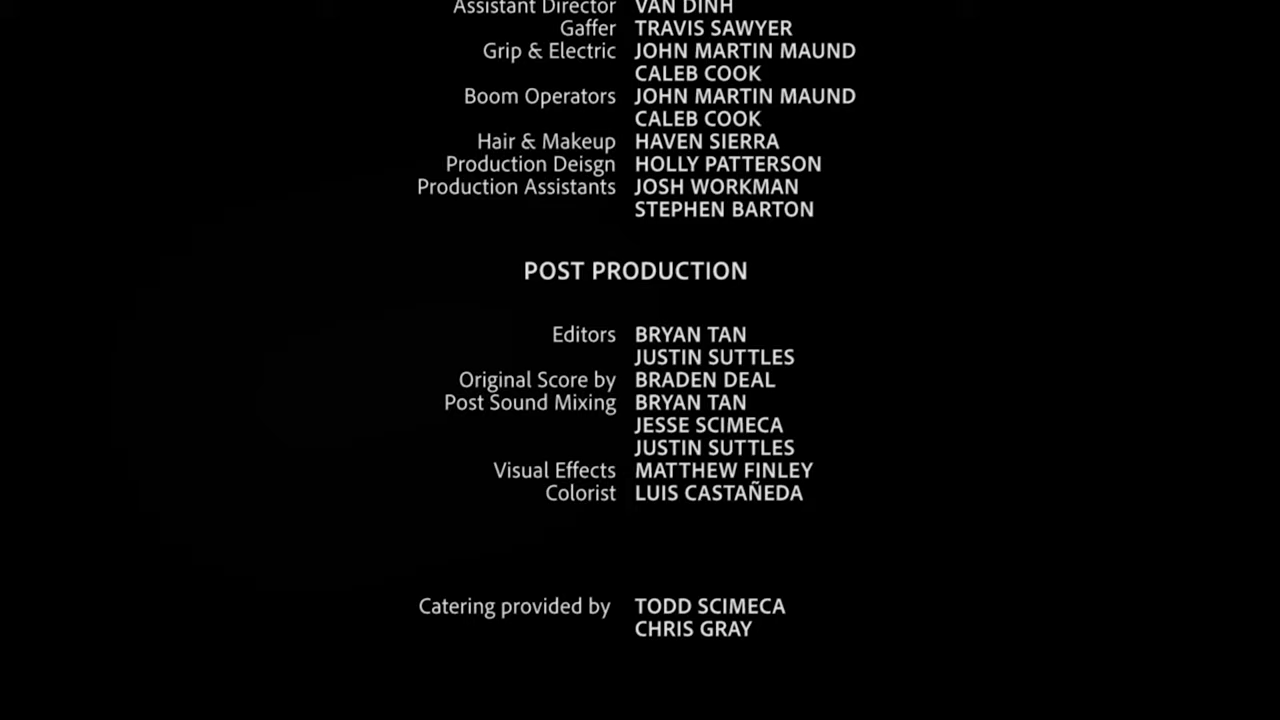 Assistant Director VAN DINH
Gaffer TRAVIS SAWYER
Grip & Electric JOHN MARTIN MAUND
CALEB COOK
Boom Operators JOHN MARTIN MAUND
CALEB COOK
Hair & Makeup HAVEN SIERRA
Production Deisgn HOLLY PATTERSON
Production Assistants JOSH WORKMAN
STEPHEN BARTON
POST PRODUCTION
Editors BRYAN TAN
JUSTIN SUTTLES
Original Score by BRADEN DEAL
Post Sound Mixing BRYAN TAN
JESSE SCIMECA
JUSTIN SUTTLES
Visual Effects MATTHEW FINLEY
Colorist LUIS CASTAÑEDA
Catering provided by TODD SCIMECA
CHRIS GRAY